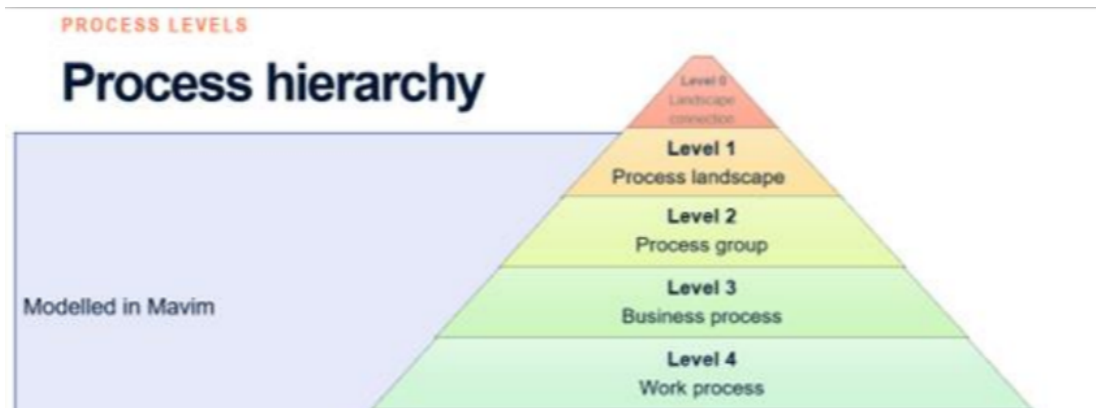 PROCESS LEVELS
Process hierarchy
Level 0
Landscape
connection
Level 1
Process landscape
Level 2
Process group
Level 3
Business process
Modelled in Mavim
Level 4
Work process